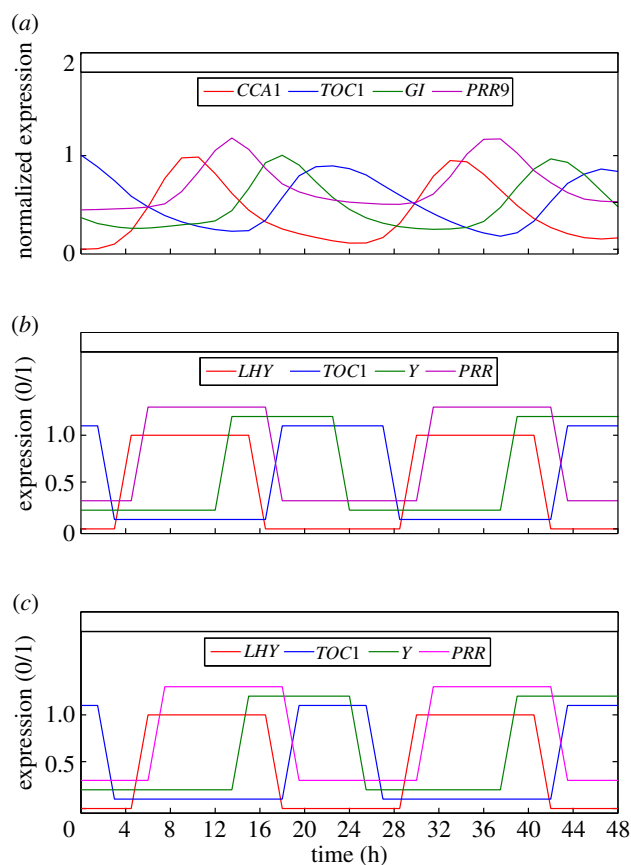 (a)
2
CCA1 TOC1 GI PRR9
1
0
normalized expression
(b)
LHY TOC1 Y PRR
1.0
0.5
0
expression (0/1)
(c)
LHY TOC1 Y PRR
1.0
0.5
0 4 8 12 16 20 24 28 32 36 40 44 48
expression (0/1)
time (h)